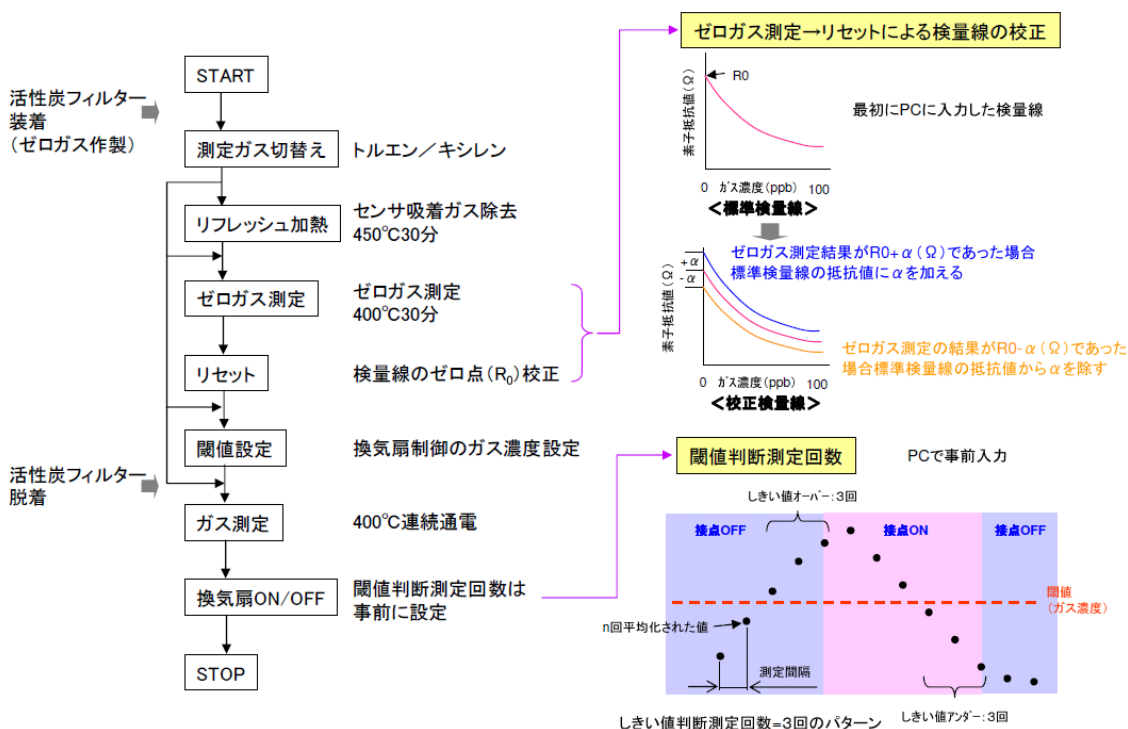 START
活性炭フィルター
装着
(ゼロガス作製)
測定ガス切替え
トルエン／キシレン
リフレッシュ加熱
センサ吸着ガス除去
450℃30分
ゼロガス測定
ゼロガス測定
400℃30分
リセット
検量線のゼロ点(R0)校正
閾値設定
換気扇制御のガス濃度設定
活性炭フィルター
脱着
ガス測定
400℃連続通電
換気扇ON/OFF
閾値判断測定回数は
事前に設定
STOP
ゼロガス測定→リセットによる検量線の校正
R0
素子抵抗値(Ω)
最初にPCに入力した検量線
0 ガス濃度(ppb) 100
＜標準検量線＞
ゼロガス測定結果がR0+α(Ω)であった場合
標準検量線の抵抗値にαを加える
+α
-α
素子抵抗値(Ω)
ゼロガス測定の結果がR0-α(Ω)であった
場合標準検量線の抵抗値からαを除す
0 ガス濃度(ppb) 100
＜校正検量線＞
閾値判断測定回数
PCで事前入力
しきい値オーバー：3回
接点OFF
接点ON
接点OFF
閾値
(ガス濃度)
n回平均化された値
測定間隔
しきい値アンダー：3回
しきい値判断測定回数=3回のパターン